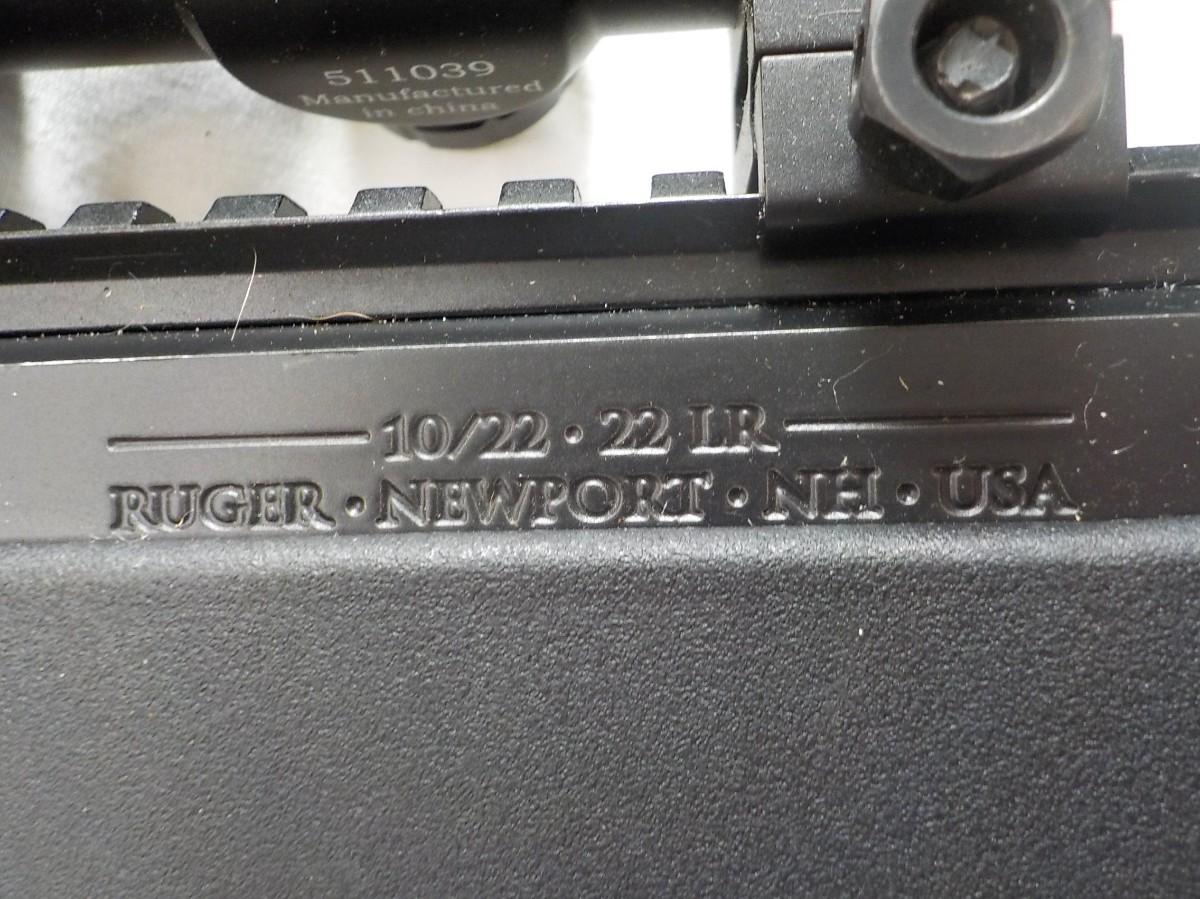 511039
Manufactured
in china
10/22 · 22 LR
RUGER · NEWPORT · NH · USA